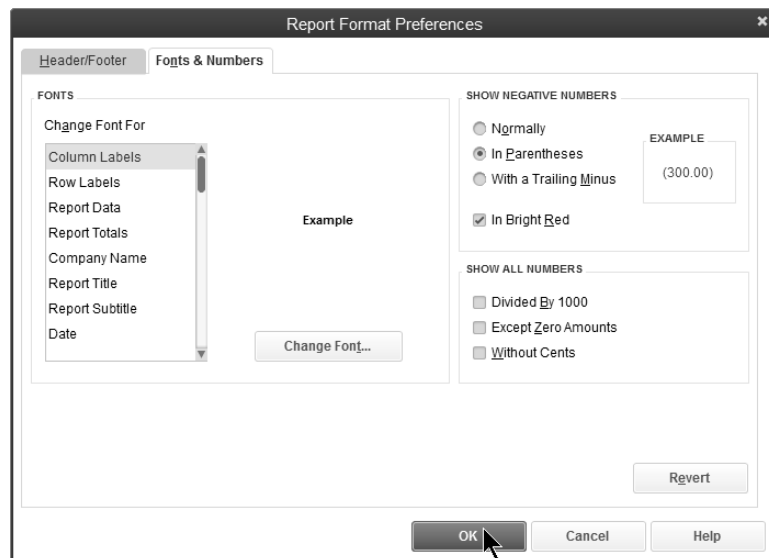 Report Format Preferences
Header/Footer
Fonts & Numbers
FONTS
Change Font For
Column Labels
Row Labels
Report Data
Report Totals
Company Name
Report Title
Report Subtitle
Date
Example
Change Font...
SHOW NEGATIVE NUMBERS
Normally
In Parentheses
With a Trailing Minus
In Bright Red
EXAMPLE
(300.00)
SHOW ALL NUMBERS
Divided By 1000
Except Zero Amounts
Without Cents
Revert
OK
Cancel
Help